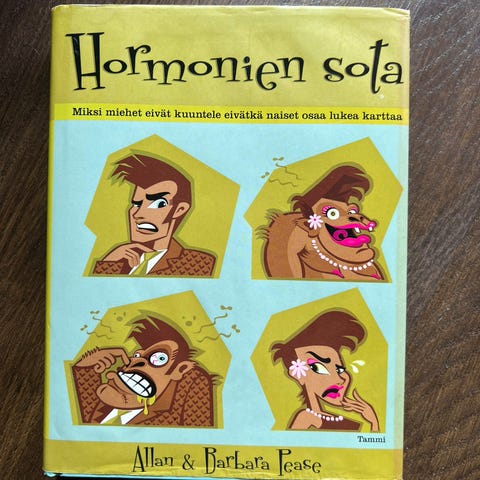 Hormonien sota
Miksi miehet eivät kuuntele eivätkä naiset osaa lukea karttaa
Tammi
Allan & Barbara Pease